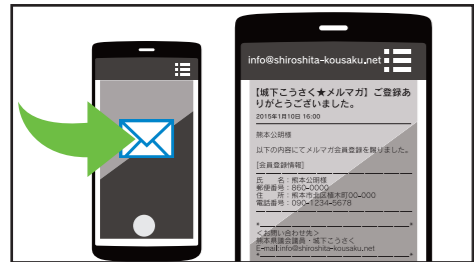 info@shiroshita-kousaku.net
【城下こうさく★メルマガ】ご登録あ
りがとうございました。
2015年1月10日 16:00
熊本公明様
以下の内容にてメルマガ会員登録を賜りました。
[会員登録情報]
氏　　名：熊本公明様
郵便番号：860-0000
住　　所：熊本市北区植木町00-000
電話番号：090-1234-5678
<お問い合わせ先>
熊本県議会議員・城下こうさく
E-mail:info@shiroshita-kousaku.net